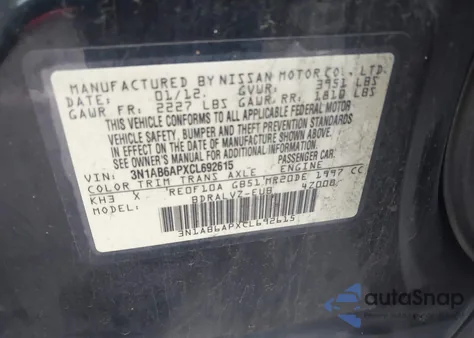 MANUFACTURED BY NISSAN MOTOR CO., LTD.
DATE: 01/12. GVWR: 3951 LBS
GAWR FR: 2227 LBS GAWR RR: 1810 LBS
THIS VEHICLE CONFORMS TO ALL APPLICABLE FEDERAL MOTOR
VEHICLE SAFETY, BUMPER AND THEFT PREVENTION STANDARDS
IN EFFECT ON THE DATE OF MANUFACTURE SHOWN ABOVE.
FOR ADDITIONAL INFORMATION SEE OWNER'S MANUAL.
VIN: 3N1AB6APXCL692615 PASSENGER CAR.
COLOR TRIM TRANS AXLE ENGINE
KH3 X RE0F10A GB51 MR20DE 1997 CC
BDRALVZ-EUB 4Z008
3N1AB6APXCL692615
autoSnap